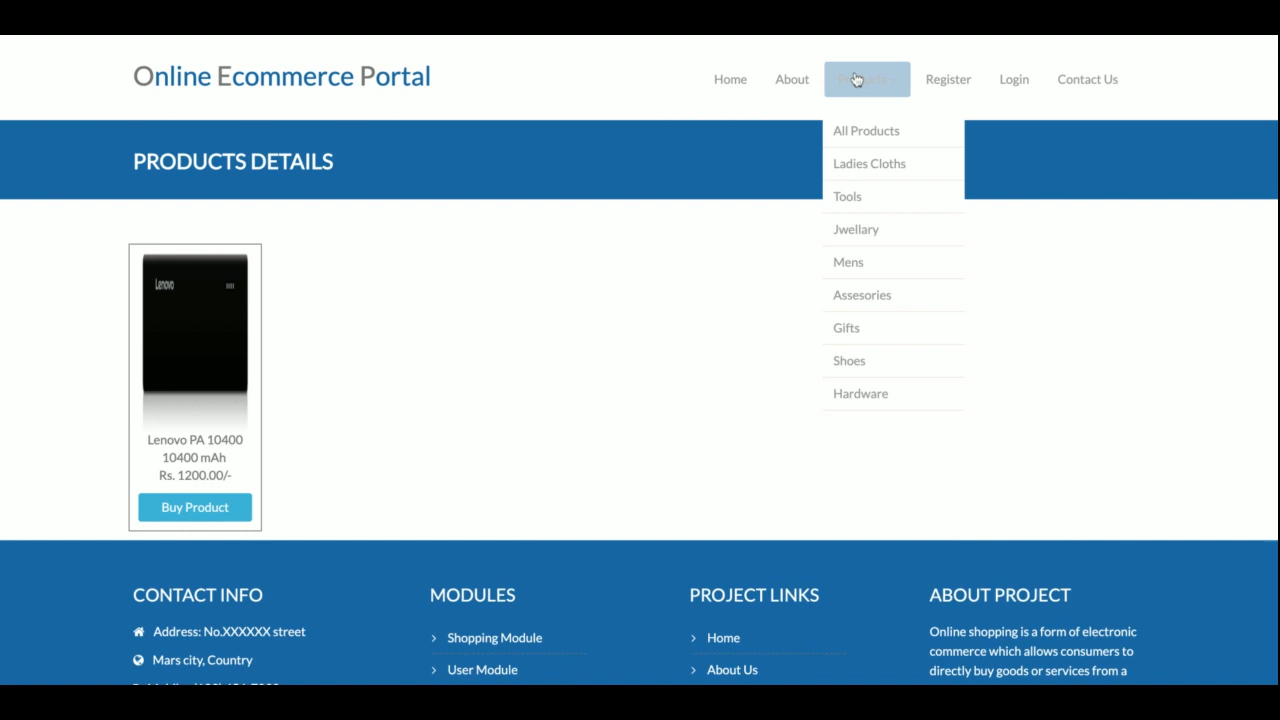 Online Ecommerce Portal
Home About Register Login Contact Us
All Products
PRODUCTS DETAILS
Ladies Cloths
Tools
Jwellary
Mens
Assesories
Gifts
Shoes
Hardware
Lenovo
Lenovo PA 10400
10400 mAh
Rs. 1200.00/-
Buy Product
CONTACT INFO
Address: No.XXXXXX street
Mars city, Country
MODULES
Shopping Module
User Module
PROJECT LINKS
Home
About Us
ABOUT PROJECT
Online shopping is a form of electronic
commerce which allows consumers to
directly buy goods or services from a